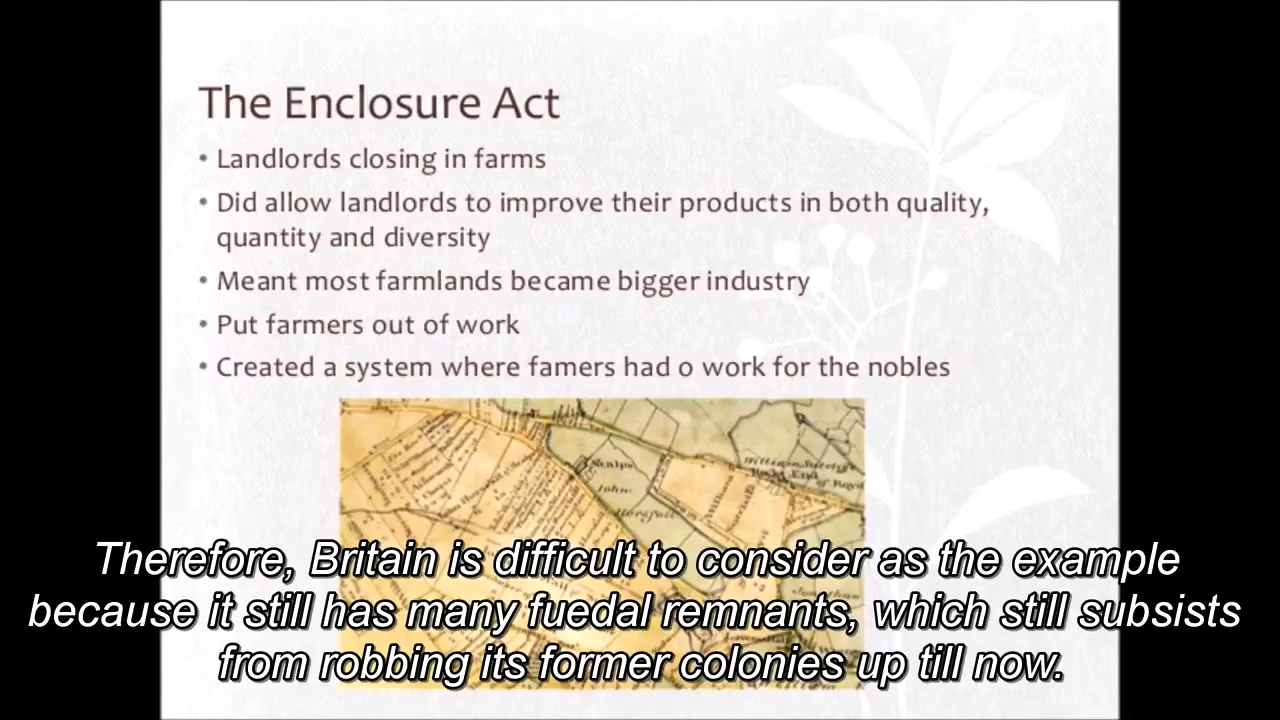 The Enclosure Act
• Landlords closing in farms
• Did allow landlords to improve their products in both quality,
quantity and diversity
• Meant most farmlands became bigger industry
• Put farmers out of work
• Created a system where famers had o work for the nobles
John
Horsfall
Therefore, Britain is difficult to consider as the example
because it still has many fuedal remnants, which still subsists
from robbing its former colonies up till now.